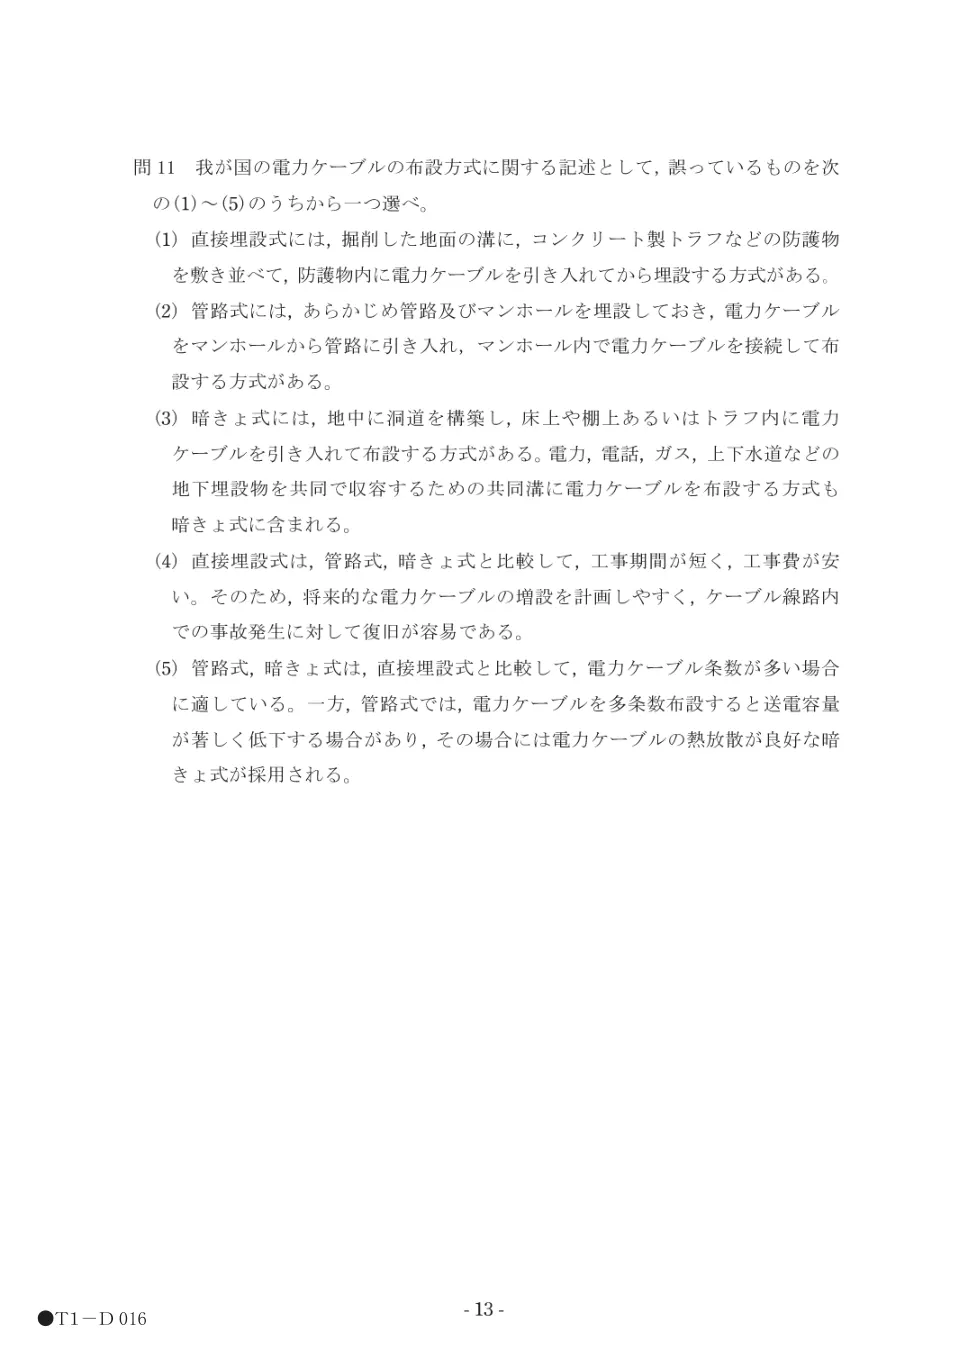 問 11 我が国の電力ケーブルの布設方式に関する記述として，誤っているものを次
の(1)～(5)のうちから一つ選べ。
(1) 直接埋設式には，掘削した地面の溝に，コンクリート製トラフなどの防護物
を敷き並べて，防護物内に電力ケーブルを引き入れてから埋設する方式がある。
(2) 管路式には，あらかじめ管路及びマンホールを埋設しておき，電力ケーブル
をマンホールから管路に引き入れ，マンホール内で電力ケーブルを接続して布
設する方式がある。
(3) 暗きょ式には，地中に洞道を構築し，床上や棚上あるいはトラフ内に電力
ケーブルを引き入れて布設する方式がある。電力，電話，ガス，上下水道などの
地下埋設物を共同で収容するための共同溝に電力ケーブルを布設する方式も
暗きょ式に含まれる。
(4) 直接埋設式は，管路式，暗きょ式と比較して，工事期間が短く，工事費が安
い。そのため，将来的な電力ケーブルの増設を計画しやすく，ケーブル線路内
での事故発生に対して復旧が容易である。
(5) 管路式，暗きょ式は，直接埋設式と比較して，電力ケーブル条数が多い場合
に適している。一方，管路式では，電力ケーブルを多条数布設すると送電容量
が著しく低下する場合があり，その場合には電力ケーブルの熱放散が良好な暗
きょ式が採用される。
- 13 -
●T1－D 016